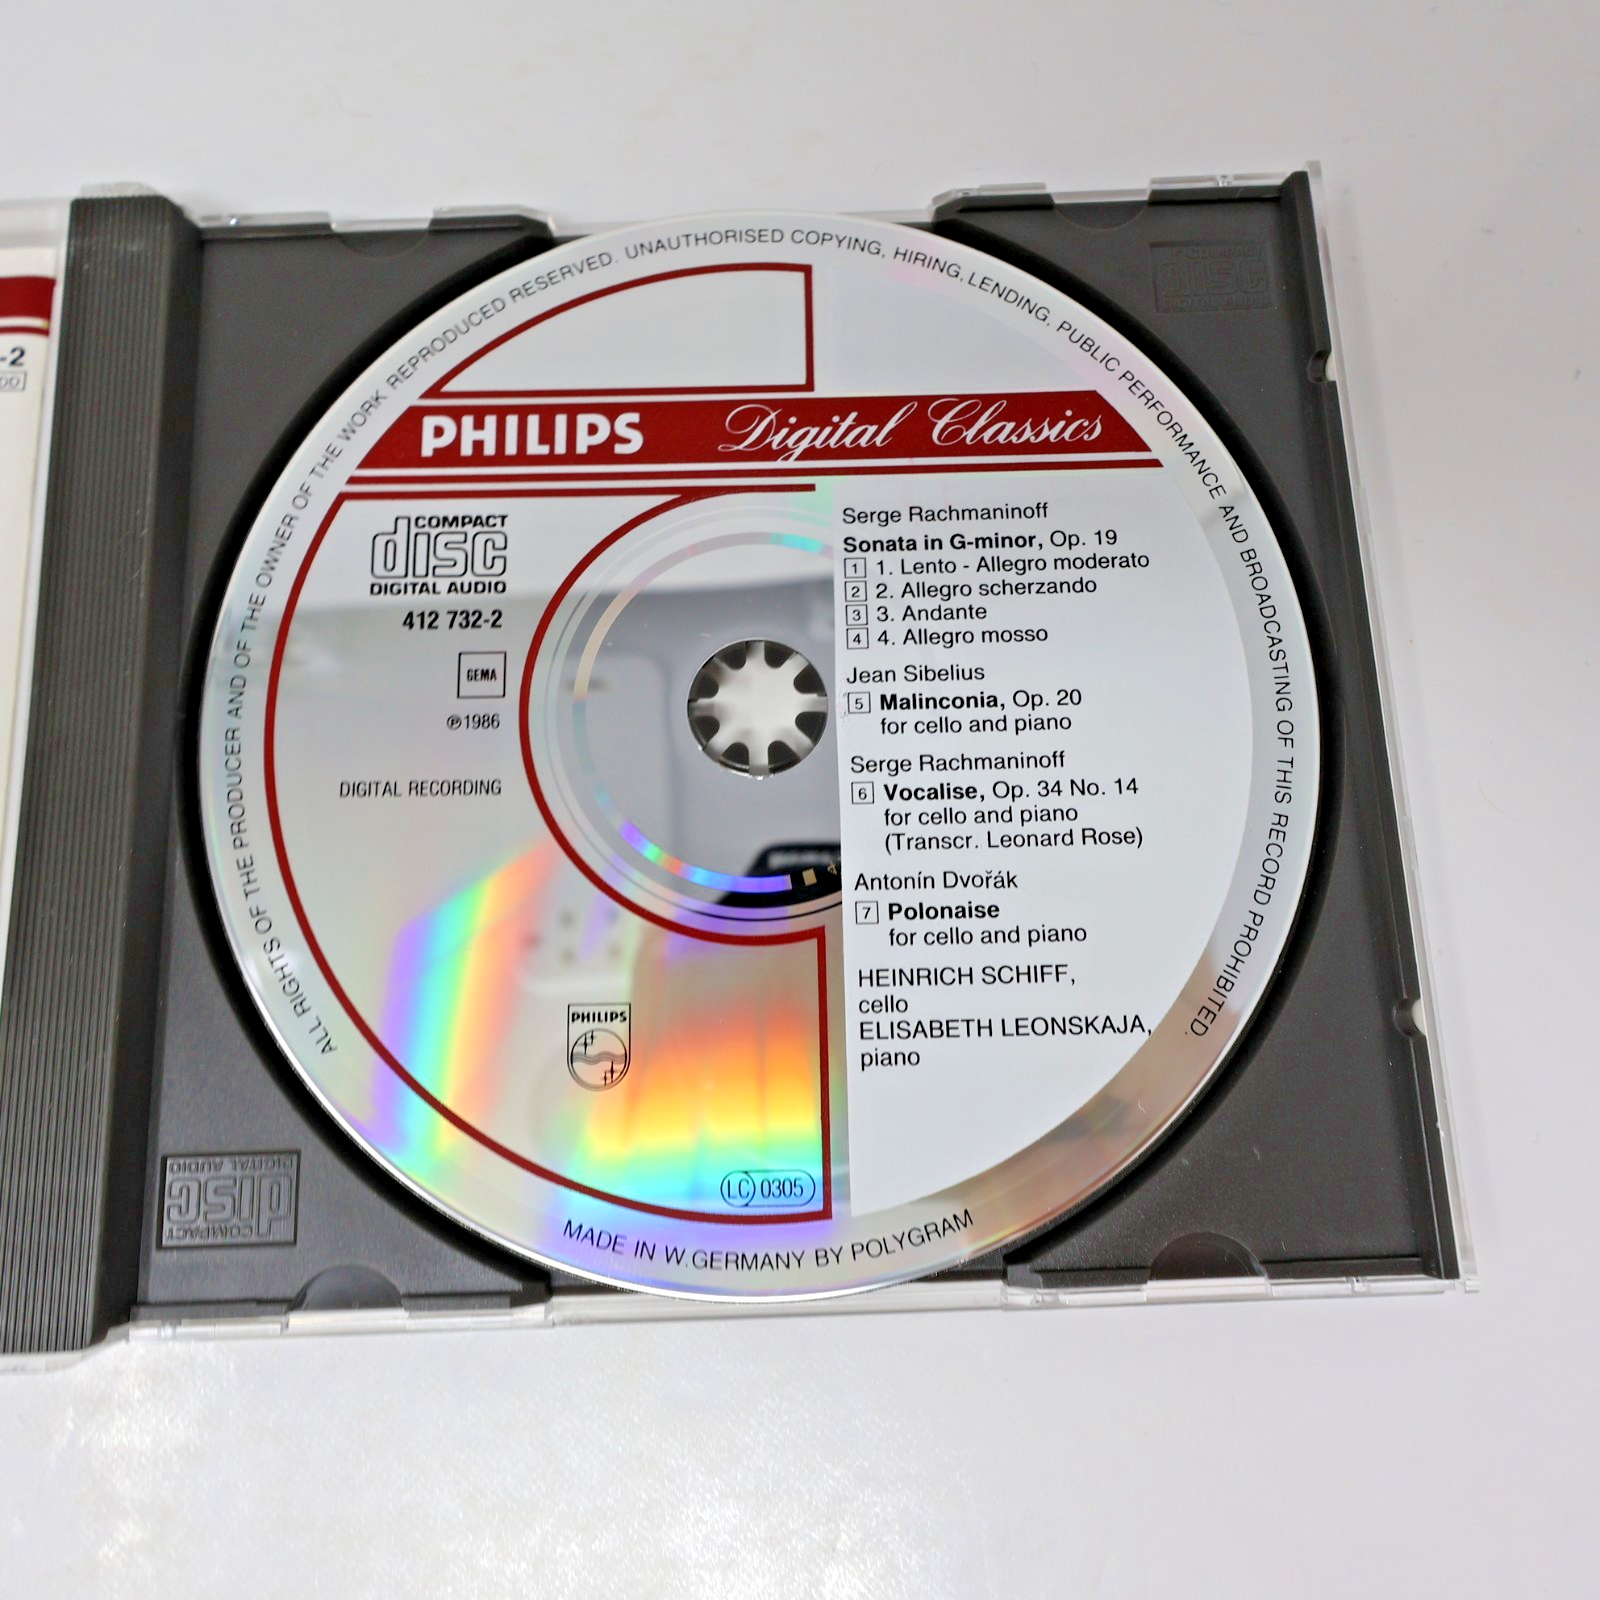 -2
DDD
ALL RIGHTS OF THE PRODUCER AND OF THE OWNER OF THE WORK REPRODUCED RESERVED. UNAUTHORISED COPYING, HIRING, LENDING, PUBLIC PERFORMANCE AND BROADCASTING OF THIS RECORD PROHIBITED.
PHILIPS Digital Classics
COMPACT
disc
DIGITAL AUDIO
412 732-2
GEMA
℗1986
DIGITAL RECORDING
Serge Rachmaninoff
Sonata in G-minor, Op. 19
1 1. Lento - Allegro moderato
2 2. Allegro scherzando
3 3. Andante
4 4. Allegro mosso
Jean Sibelius
5 Malinconia, Op. 20
for cello and piano
Serge Rachmaninoff
6 Vocalise, Op. 34 No. 14
for cello and piano
(Transcr. Leonard Rose)
Antonín Dvořák
7 Polonaise
for cello and piano
HEINRICH SCHIFF,
cello
ELISABETH LEONSKAJA,
piano
PHILIPS
LC 0305
MADE IN W. GERMANY BY POLYGRAM
COMPACT
disc
DIGITAL AUDIO
COMPACT
disc
DIGITAL AUDIO